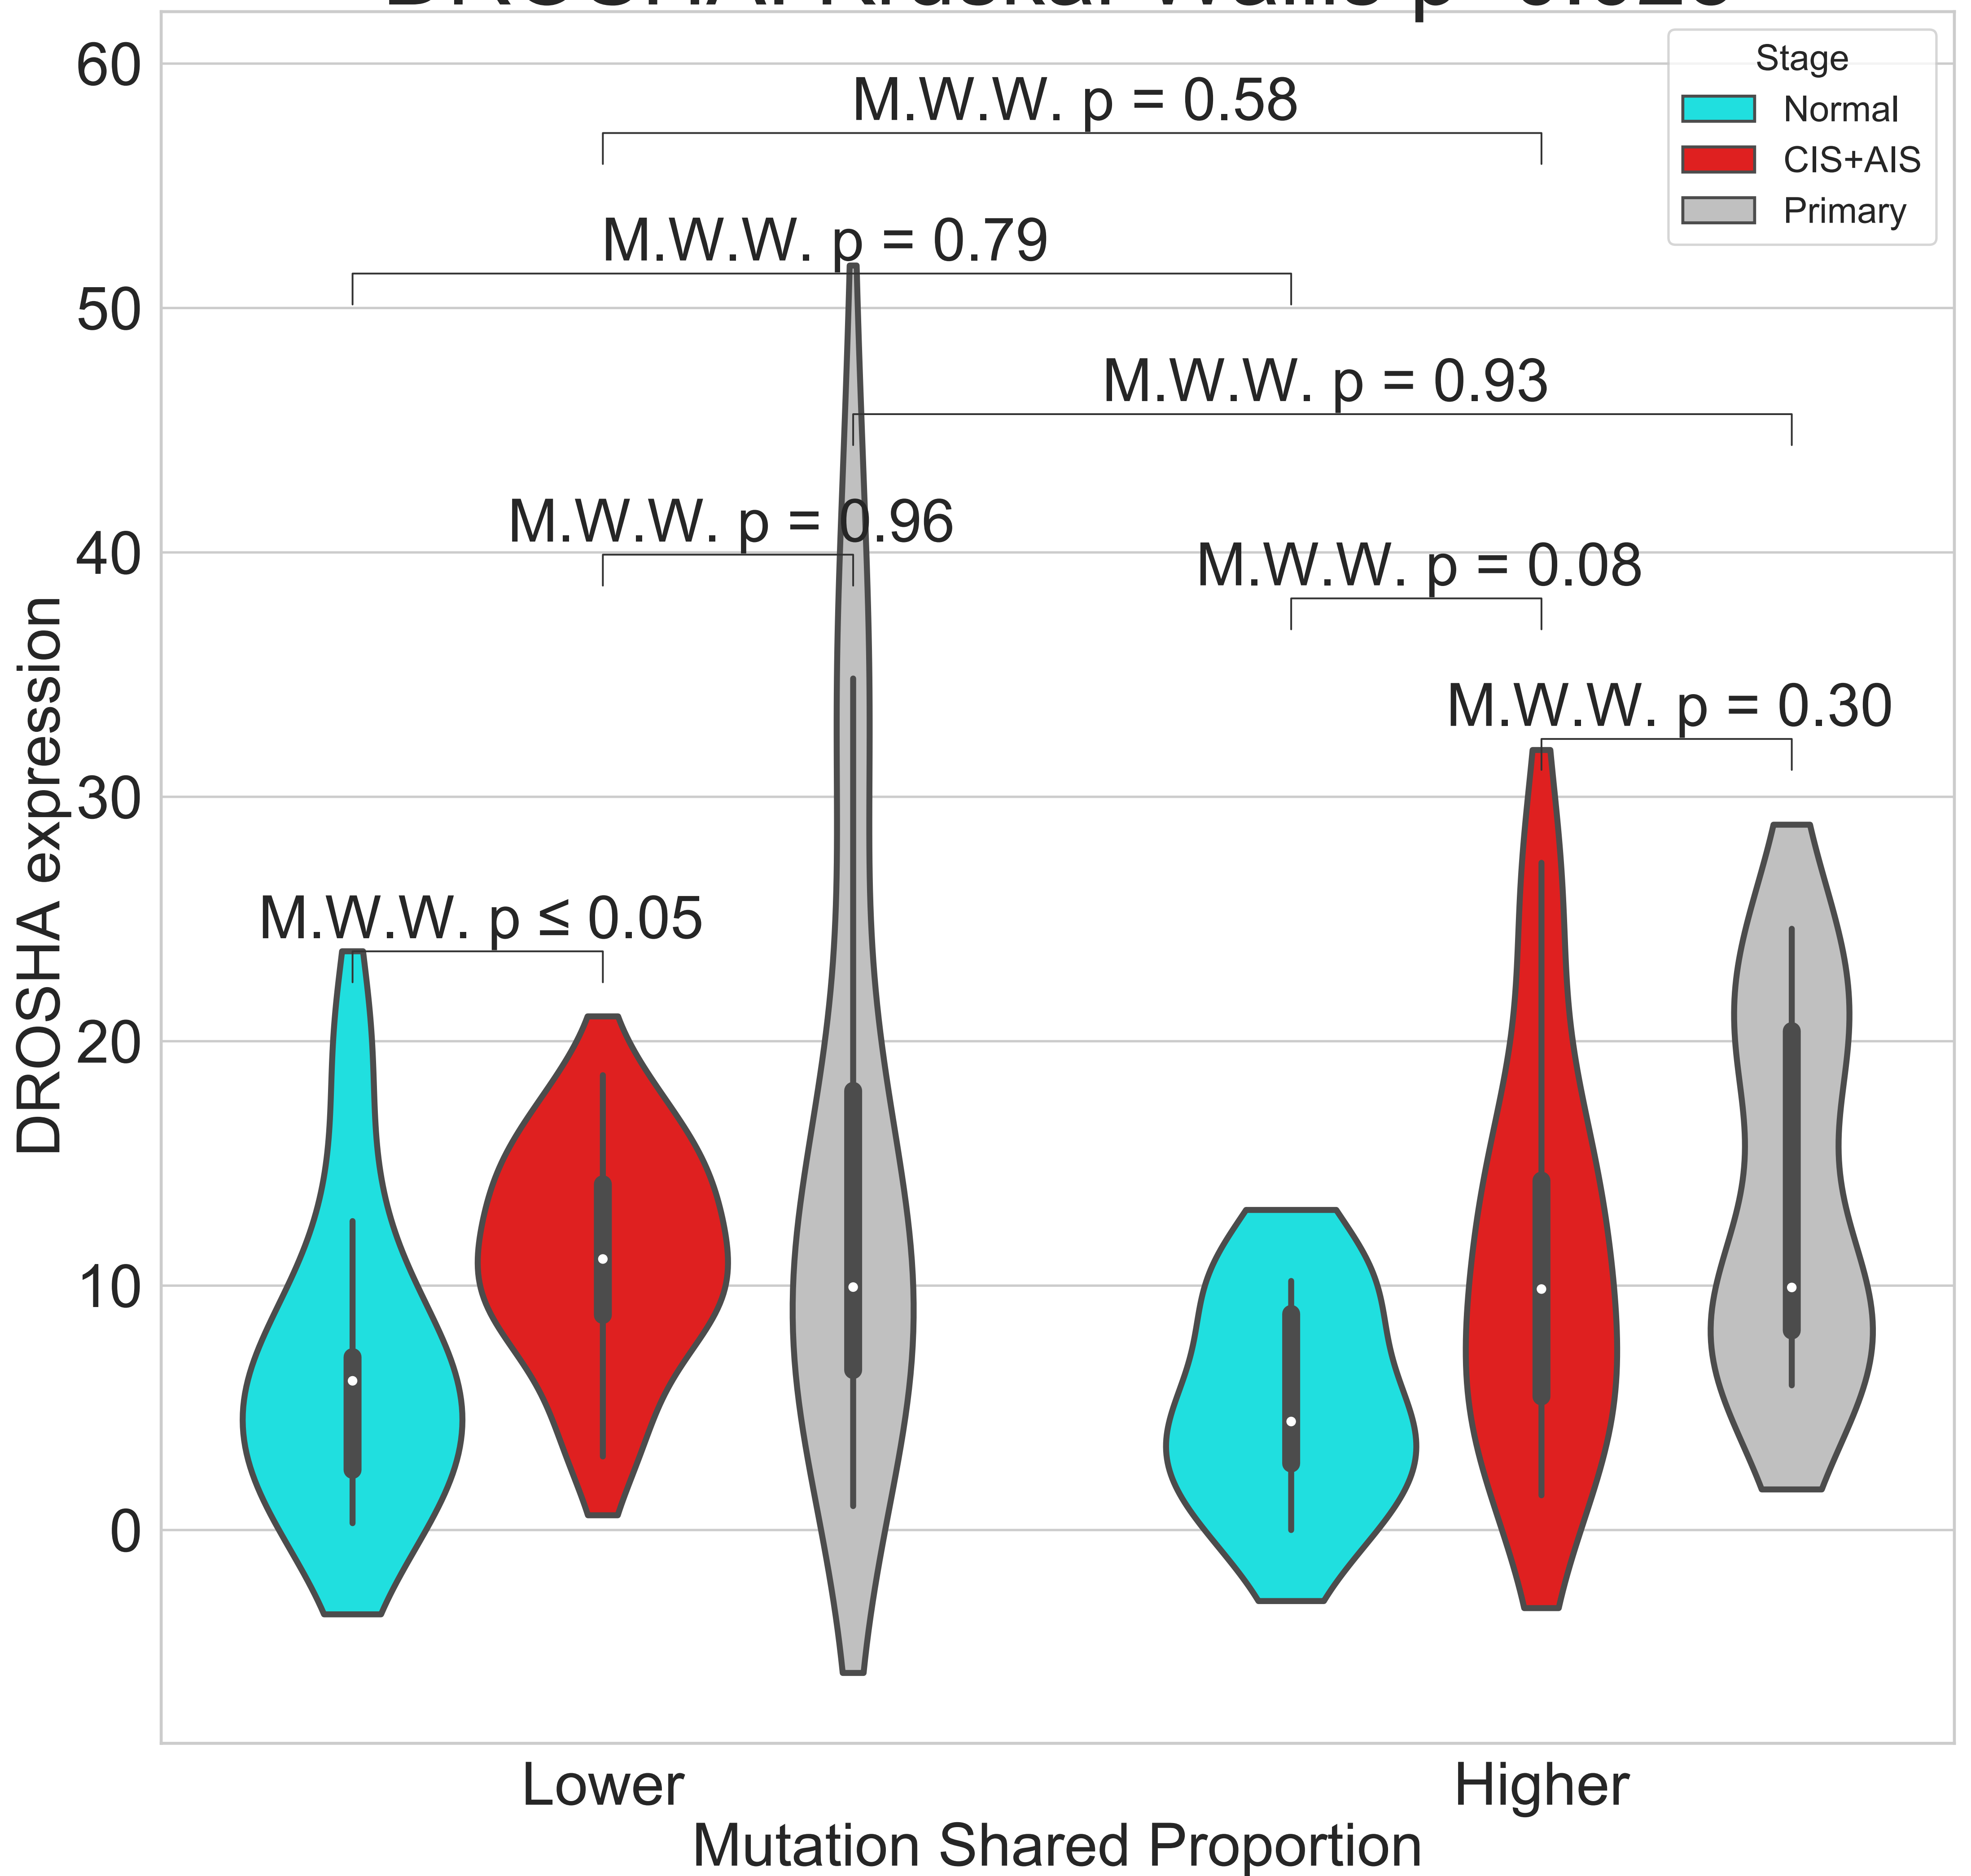 Stage
Normal
CIS+AIS
Primary
M.W.W. p = 0.58
M.W.W. p = 0.79
M.W.W. p = 0.93
M.W.W. p = 0.96
M.W.W. p = 0.08
M.W.W. p = 0.30
M.W.W. p ≤ 0.05
60
50
40
30
20
10
0
DROSHA expression
Lower
Higher
Mutation Shared Proportion